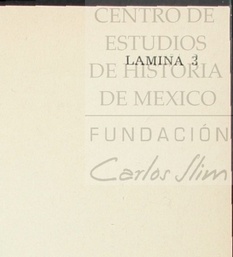 CENTRO DE
ESTUDIOS
DE HISTORIA
LAMINA 3
DE MEXICO
FUNDACIÓN
Carlos Slim